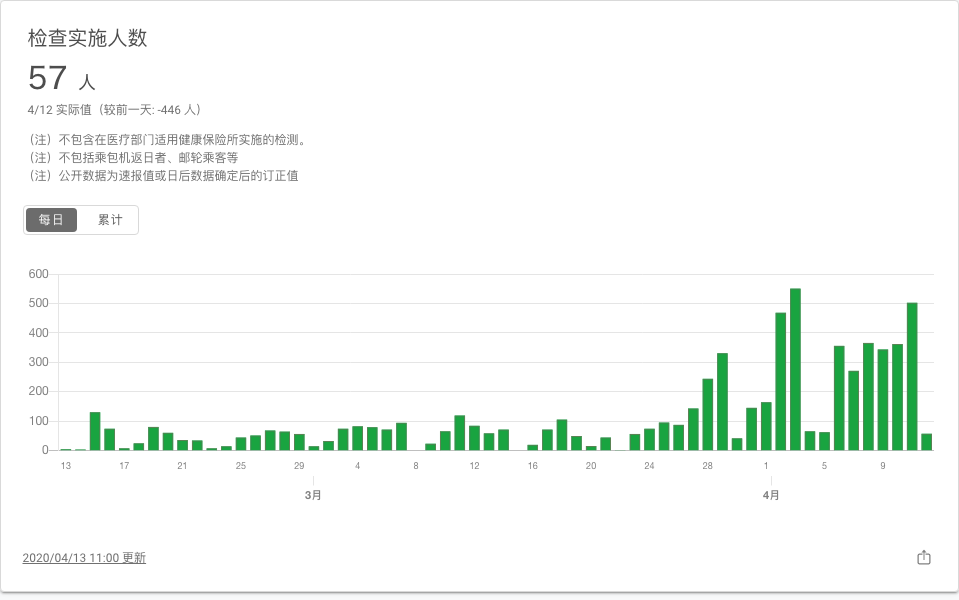 检查实施人数
57 人
4/12 实际值（较前一天: -446 人）
（注）不包含在医疗部门适用健康保险所实施的检测。
（注）不包括乘包机返日者、邮轮乘客等
（注）公开数据为速报值或日后数据确定后的订正值
每日 累计
600
500
400
300
200
100
0
13 17 21 25 29 4 8 12 16 20 24 28 1 5 9
3月 4月
2020/04/13 11:00 更新